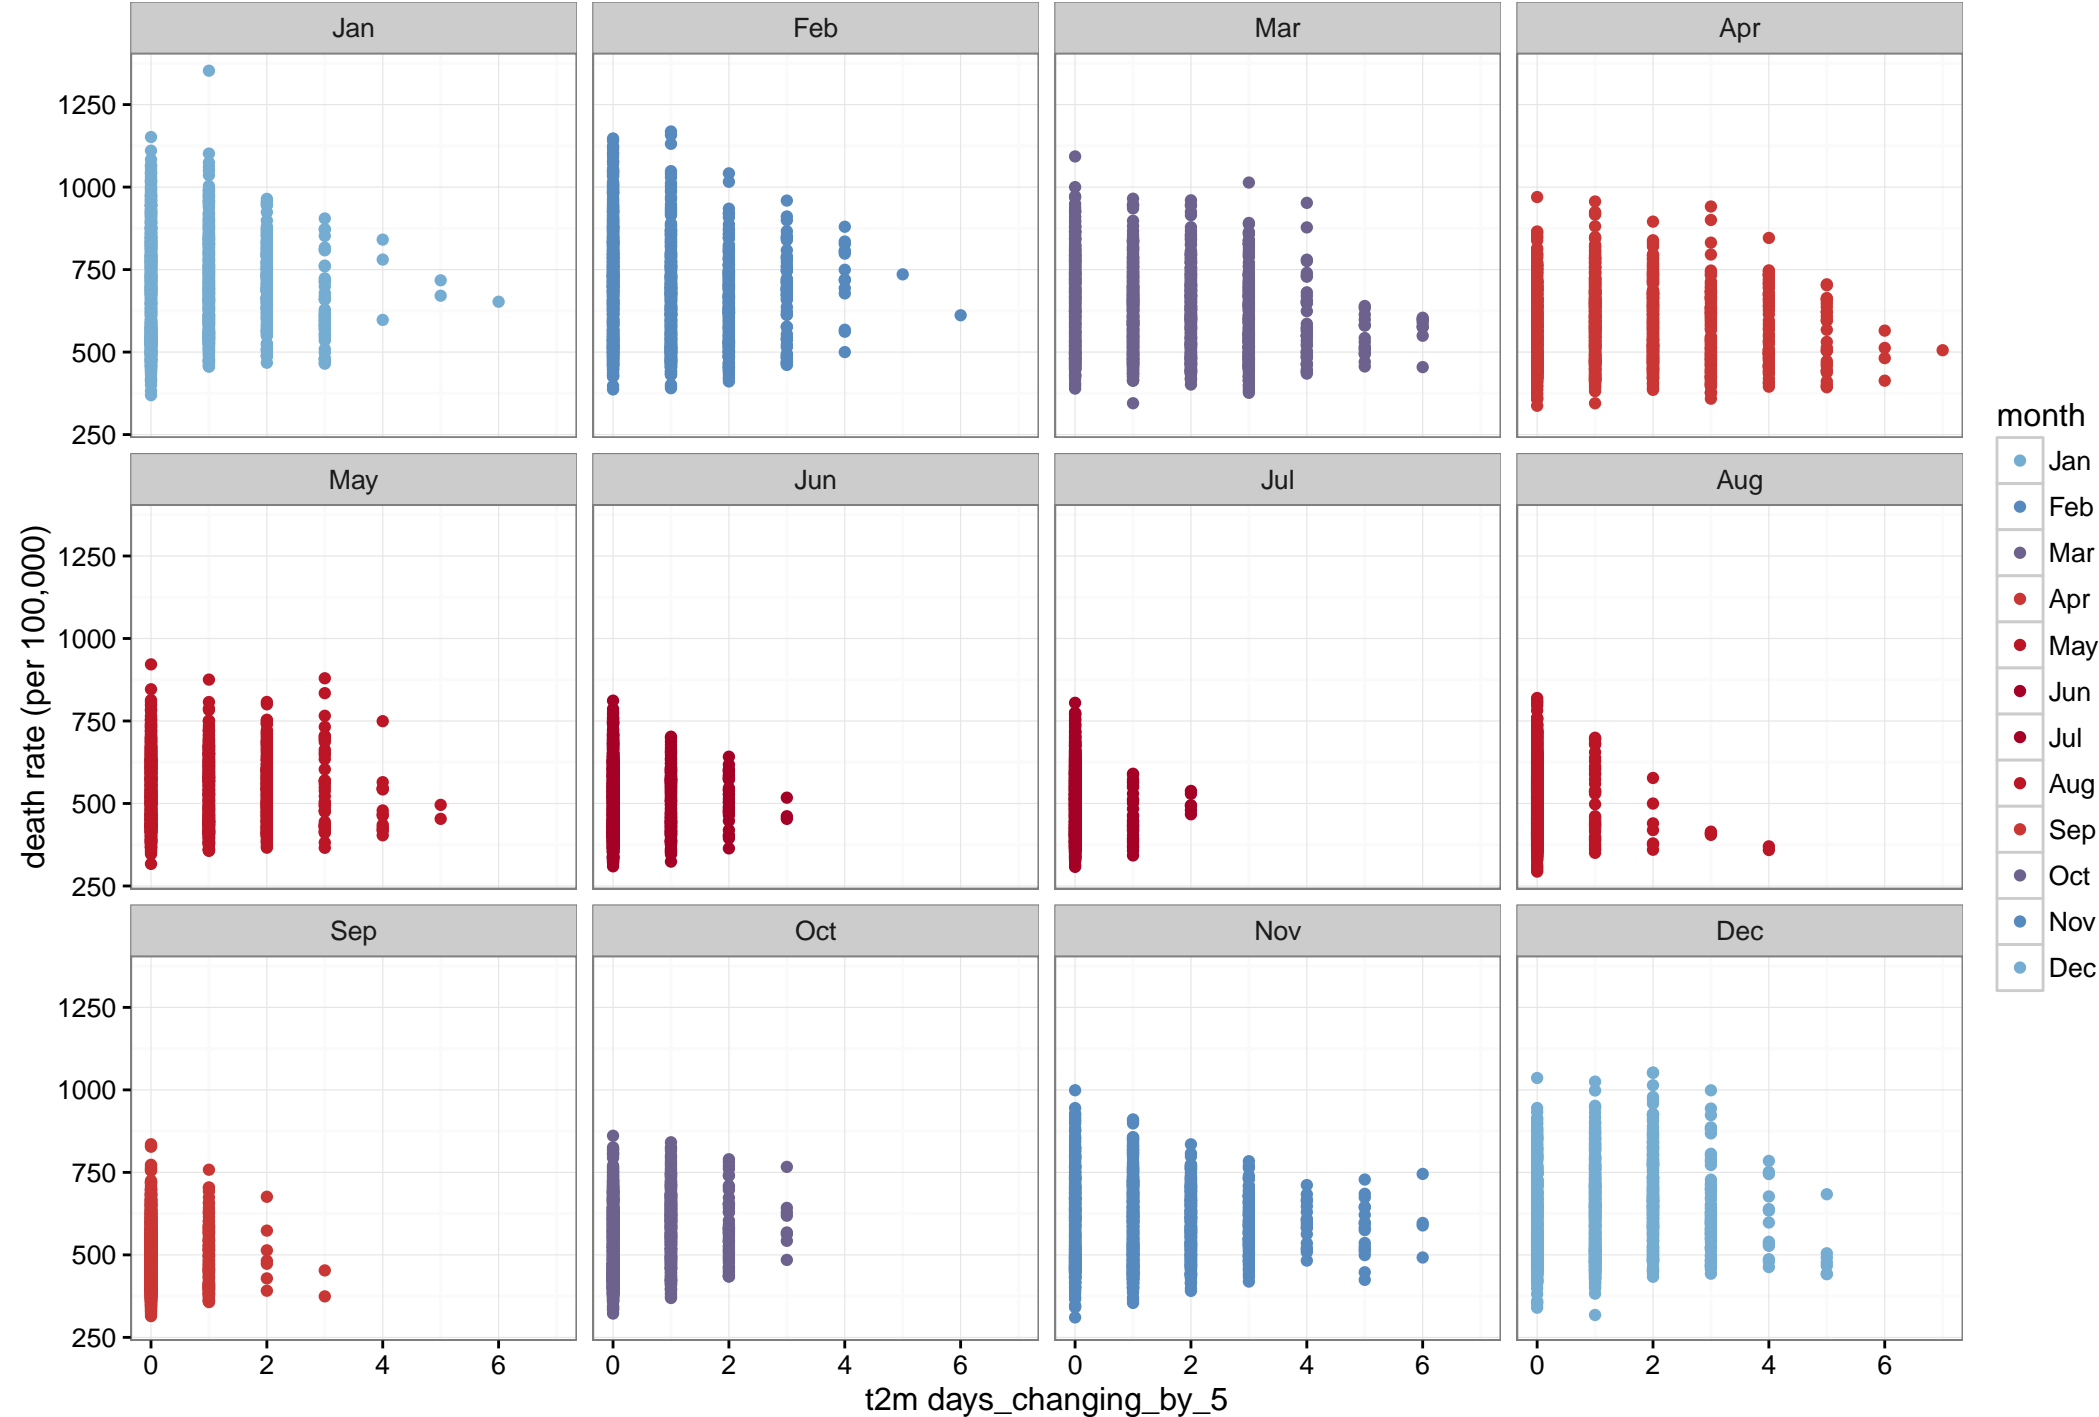 Jan Feb Mar Apr
1250
1000
750
500
250
May Jun Jul Aug
1250
1000
750
500
250
Sep Oct Nov Dec
1250
1000
750
500
250
0 2 4 6 0 2 4 6 0 2 4 6 0 2 4 6
t2m days_changing_by_5
death rate (per 100,000)
month
Jan
Feb
Mar
Apr
May
Jun
Jul
Aug
Sep
Oct
Nov
Dec